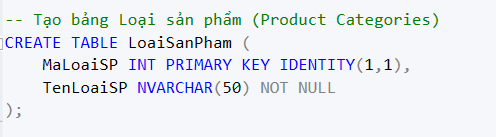 -- Tạo bảng Loại sản phẩm (Product Categories)
CREATE TABLE LoaiSanPham (
    MaLoaiSP INT PRIMARY KEY IDENTITY(1,1),
    TenLoaiSP NVARCHAR(50) NOT NULL
);